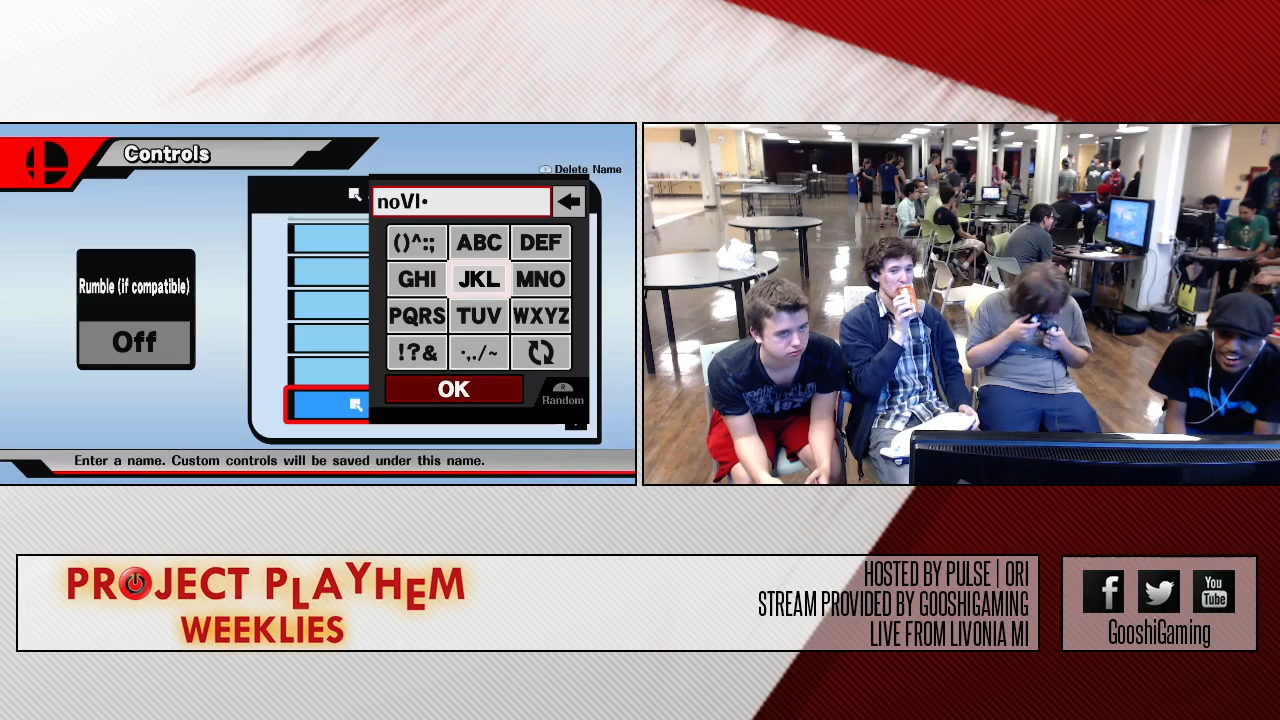 Controls
Delete Name
noVI•
()^:; ABC DEF
GHI JKL MNO
PQRS TUV WXYZ
!?& ·,./~
OK
R
Random
Rumble (if compatible)
Off
Enter a name. Custom controls will be saved under this name.
PROJECT PLAYHEM
WEEKLIES
HOSTED BY PULSE | ORI
STREAM PROVIDED BY GOOSHIGAMING
LIVE FROM LIVONIA MI
f
You
Tube
GooshiGaming